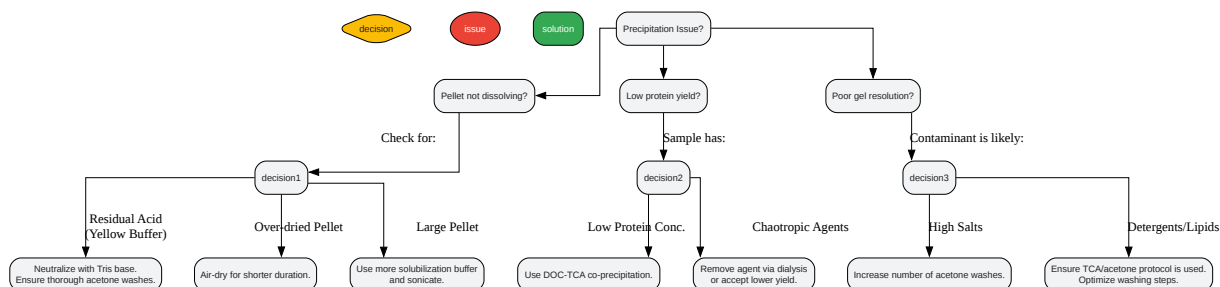 decision
issue
solution
Precipitation Issue?
Pellet not dissolving?
Low protein yield?
Poor gel resolution?
Check for:
Sample has:
Contaminant is likely:
decision1
decision2
decision3
Residual Acid
(Yellow Buffer)
Over-dried Pellet
Large Pellet
Low Protein Conc.
Chaotropic Agents
High Salts
Detergents/Lipids
Neutralize with Tris base.
Ensure thorough acetone washes.
Air-dry for shorter duration.
Use more solubilization buffer
and sonicate.
Use DOC-TCA co-precipitation.
Remove agent via dialysis
or accept lower yield.
Increase number of acetone washes.
Ensure TCA/acetone protocol is used.
Optimize washing steps.